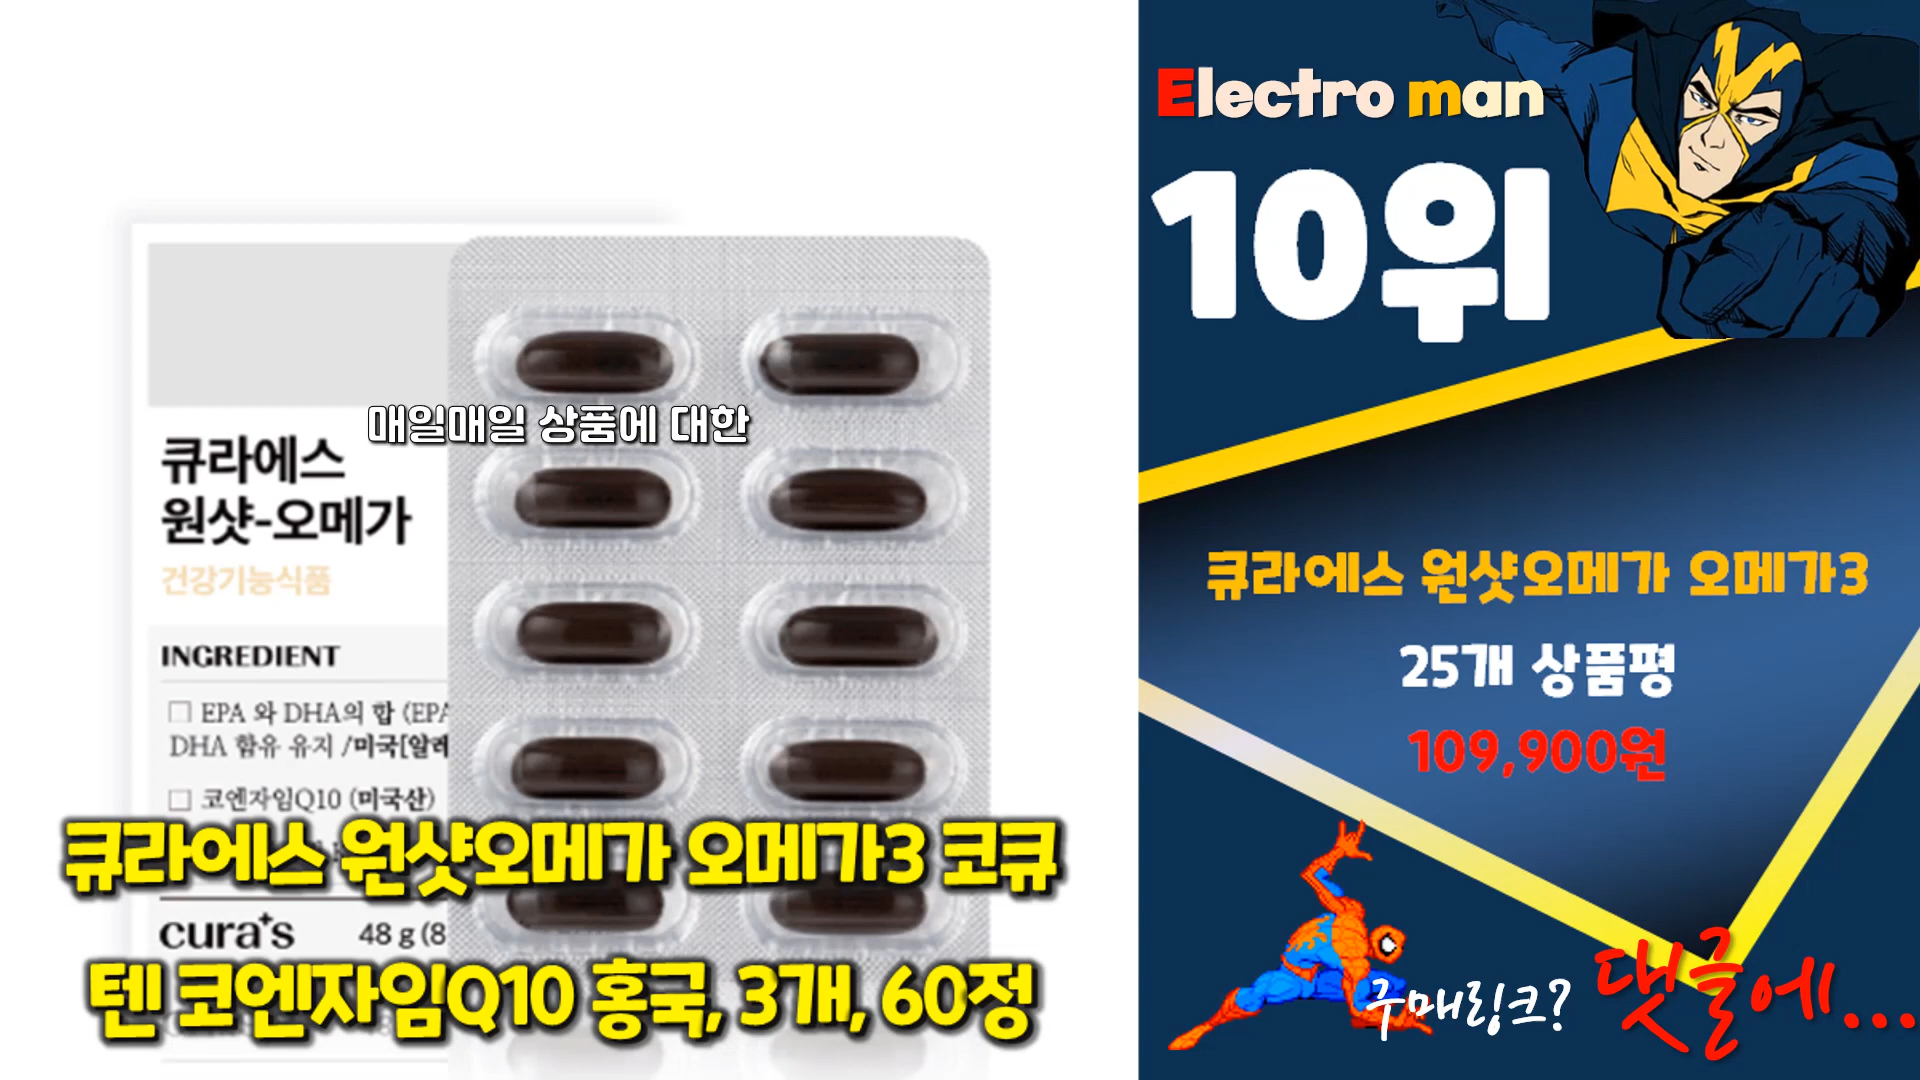 큐라에스
원샷-오메가
건강기능식품
INGREDIENT
□ EPA 와 DHA의 합 (EPA
DHA 함유 유지 /미국[알레
□ 코엔자임Q10 (미국산)
cura+s
48 g (8
매일매일 상품에 대한
큐라에스 원샷오메가 오메가3 코큐
텐 코엔자임Q10 홍국, 3개, 60정
Electro man
10위
큐라에스 원샷오메가 오메가3
25개 상품평
109,900원
구매링크? 댓글에...